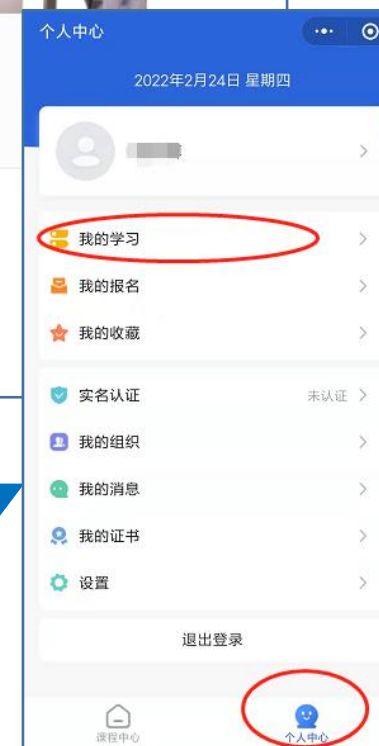 个人中心
2022年2月24日 星期四
我的学习
我的报名
我的收藏
实名认证 未认证
我的组织
我的消息
我的证书
设置
退出登录
课程中心 个人中心